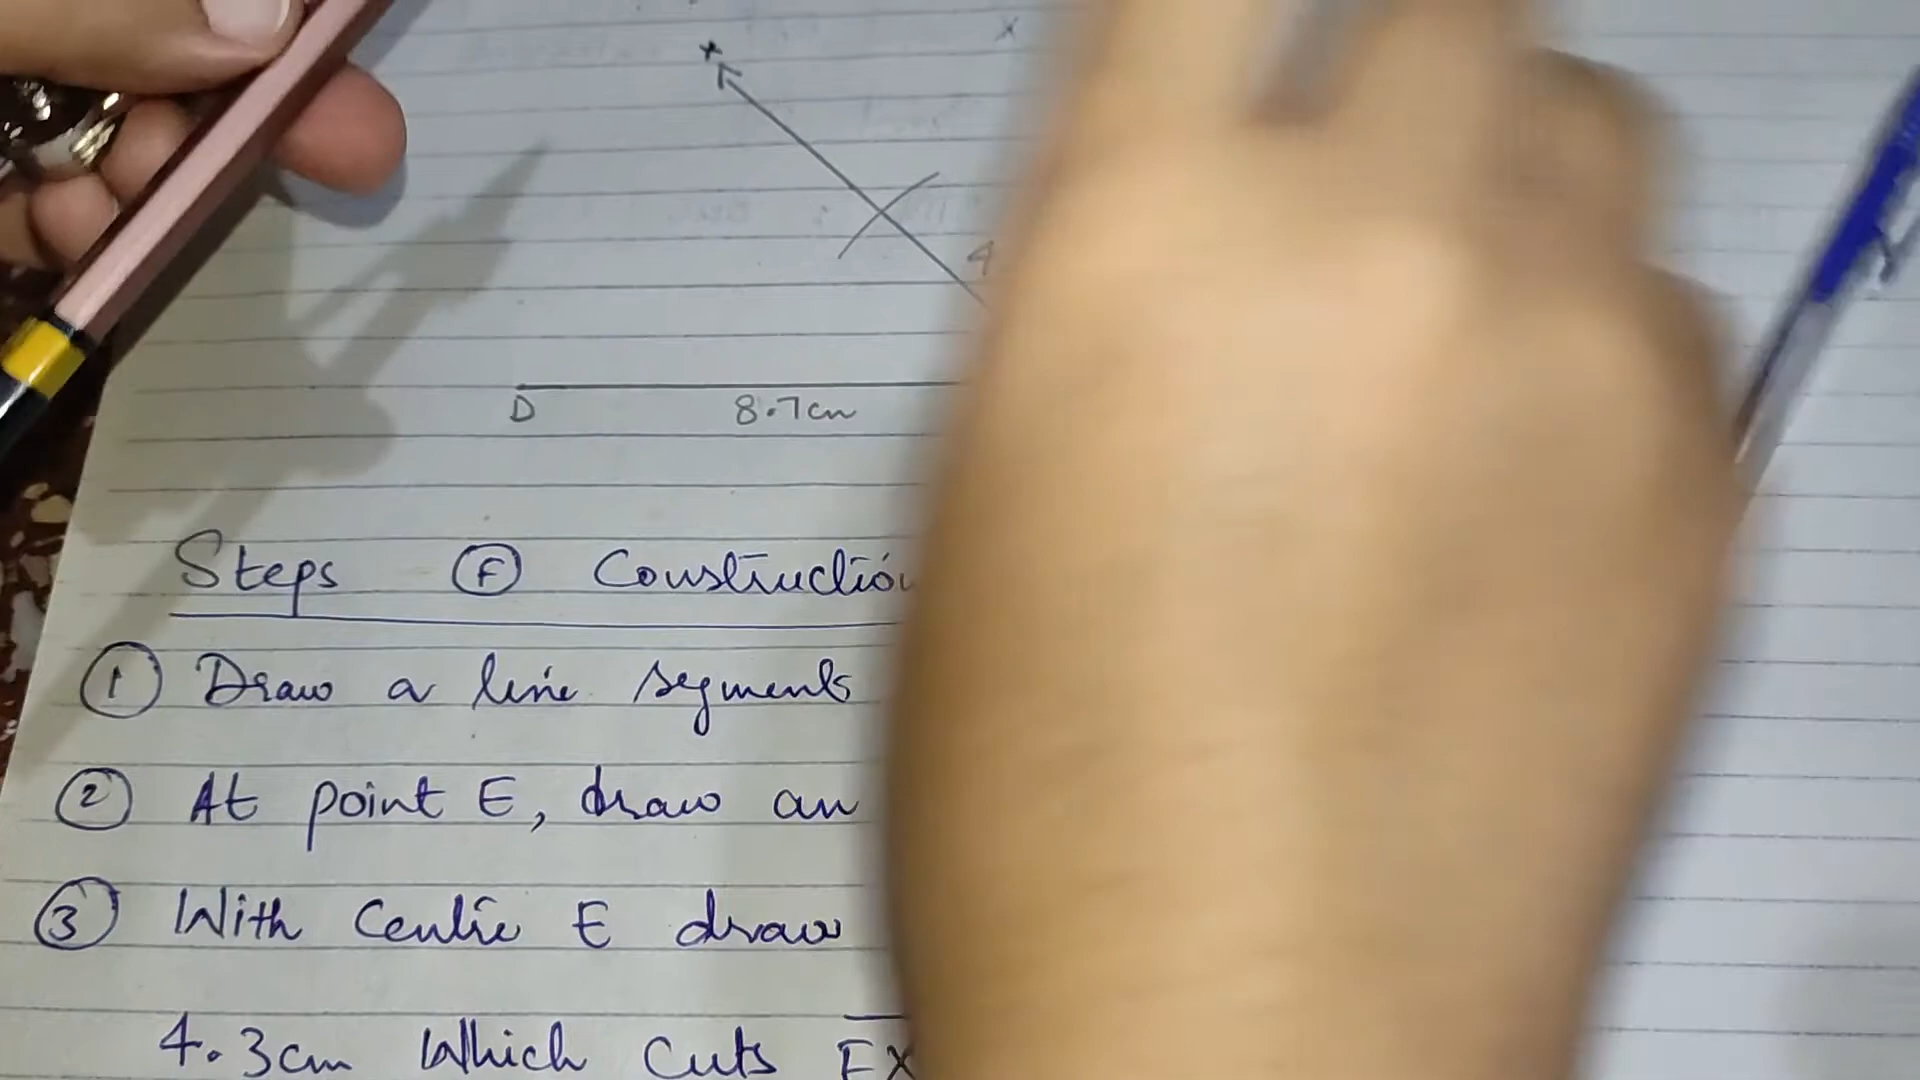 x
4
D 8.7cm
Steps of Construction
① Draw a line segments
② At point E, draw an
③ With Centre E draw
4.3cm Which Cuts EX